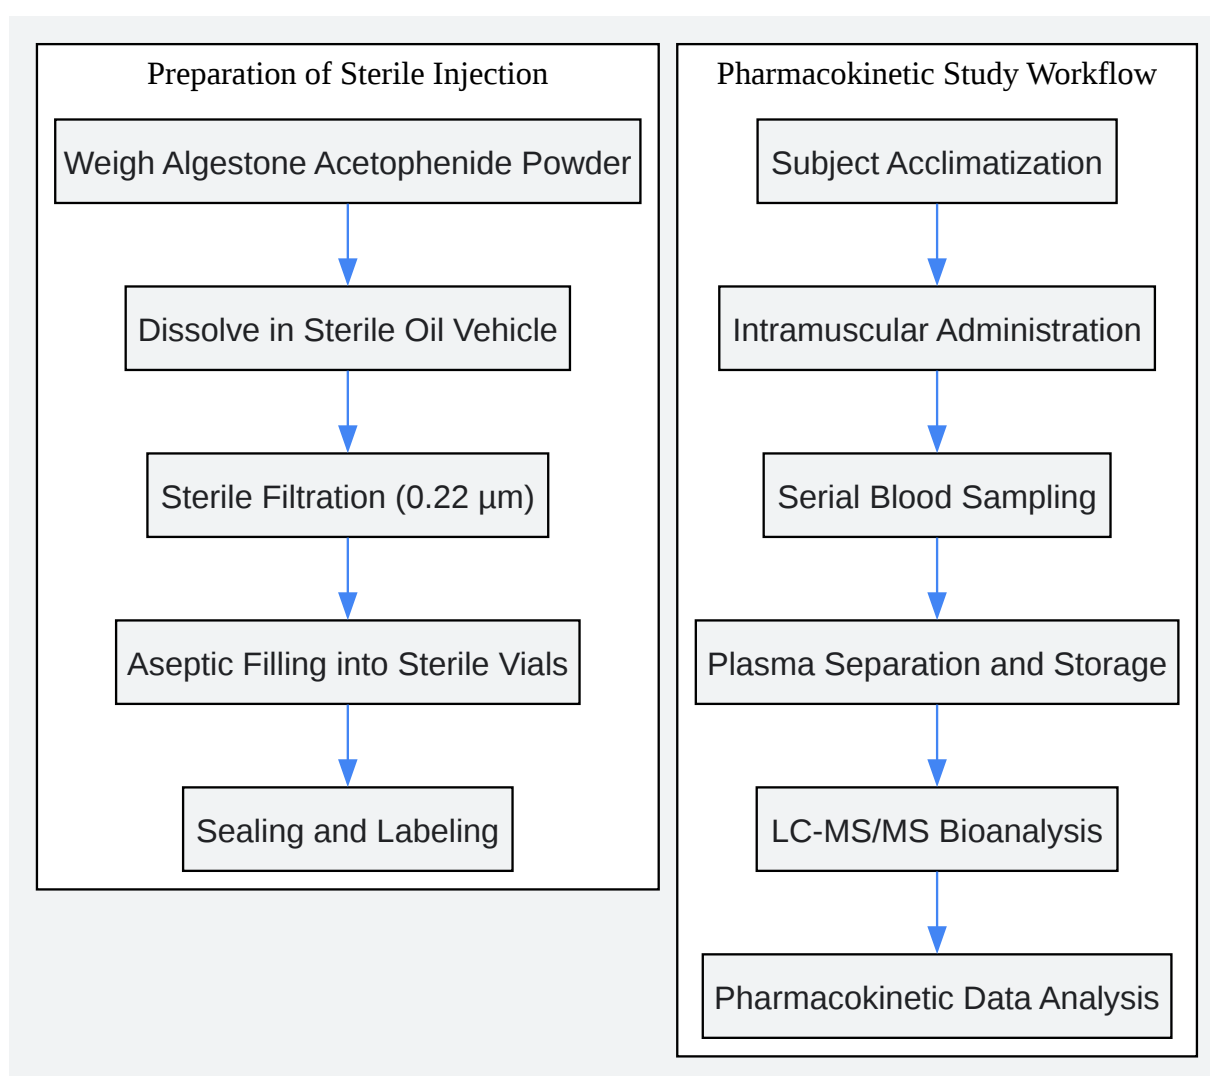 Preparation of Sterile Injection
Weigh Algestone Acetophenide Powder
Dissolve in Sterile Oil Vehicle
Sterile Filtration (0.22 µm)
Aseptic Filling into Sterile Vials
Sealing and Labeling
Pharmacokinetic Study Workflow
Subject Acclimatization
Intramuscular Administration
Serial Blood Sampling
Plasma Separation and Storage
LC-MS/MS Bioanalysis
Pharmacokinetic Data Analysis